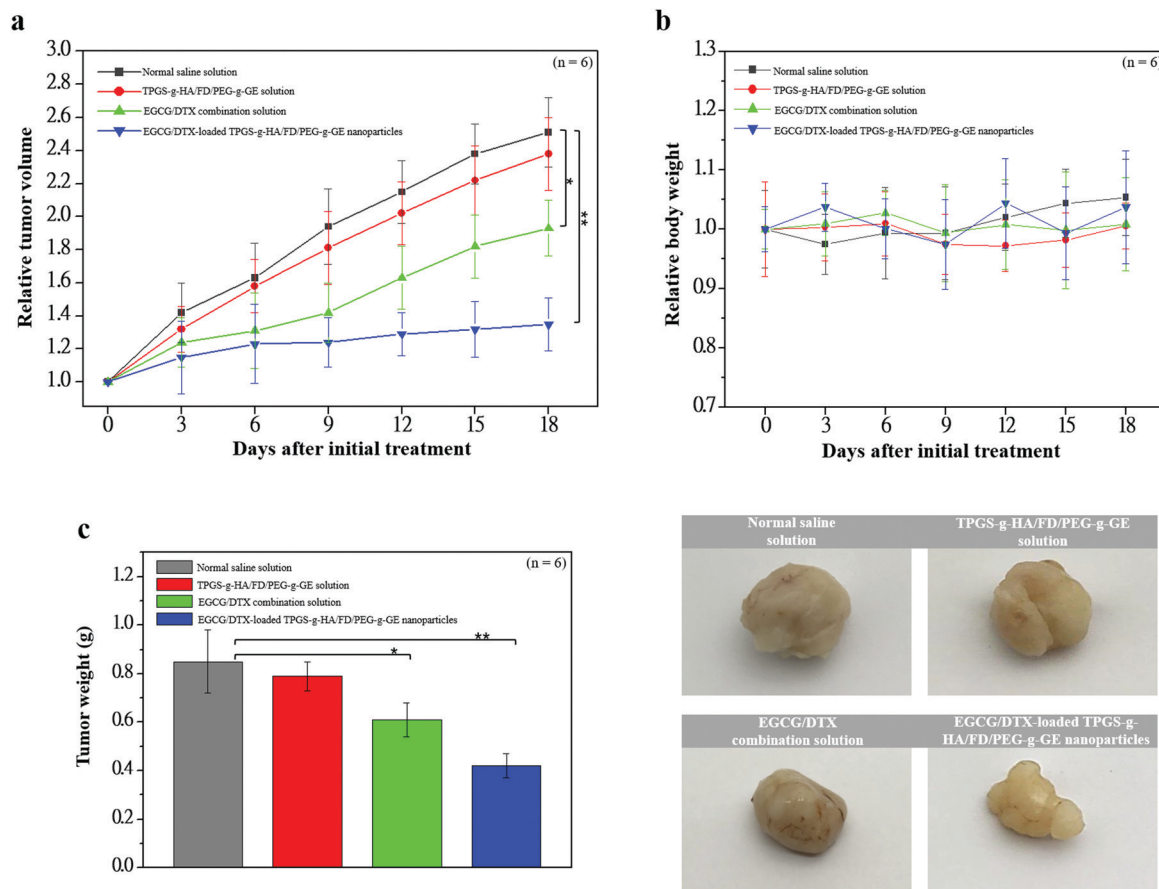 a
3.0
(n = 6)
Normal saline solution
2.8
TPGS-g-HA/FD/PEG-g-GE solution
2.6
EGCG/DTX combination solution
2.4
EGCG/DTX-loaded TPGS-g-HA/FD/PEG-g-GE nanoparticles
2.2
2.0
1.8
1.6
1.4
1.2
1.0
*
**
Relative tumor volume
0 3 6 9 12 15 18
Days after initial treatment
b
1.3
(n = 6)
Normal saline solution
TPGS-g-HA/FD/PEG-g-GE solution
1.2
EGCG/DTX combination solution
EGCG/DTX-loaded TPGS-g-HA/FD/PEG-g-GE nanoparticles
1.1
1.0
0.9
0.8
0.7
Relative body weight
0 3 6 9 12 15 18
Days after initial treatment
c
(n = 6)
Normal saline solution
1.2
TPGS-g-HA/FD/PEG-g-GE solution
EGCG/DTX combination solution
1.0
EGCG/DTX-loaded TPGS-g-HA/FD/PEG-g-GE nanoparticles
**
*
0.8
0.6
0.4
0.2
0.0
Tumor weight (g)
Normal saline
solution
TPGS-g-HA/FD/PEG-g-GE
solution
EGCG/DTX
combination solution
EGCG/DTX-loaded TPGS-g-
HA/FD/PEG-g-GE nanoparticles